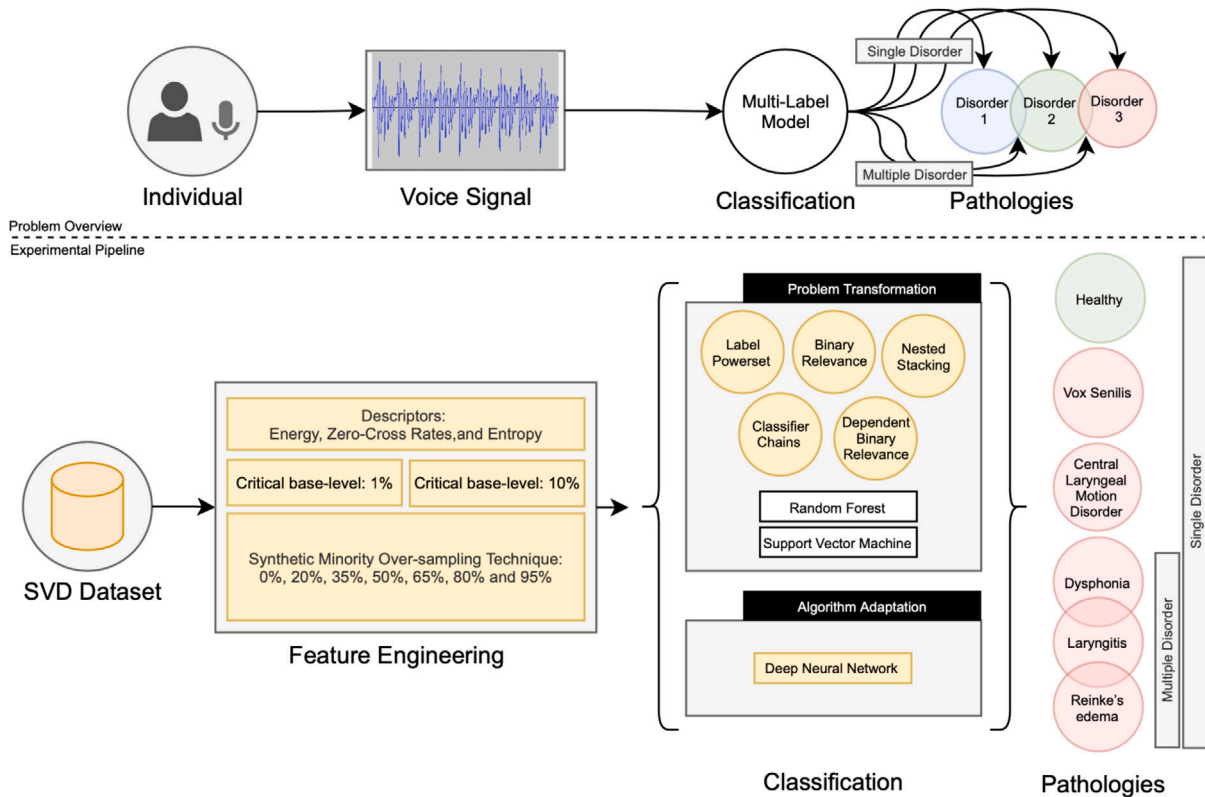 Single Disorder
Multi-Label
Model
Disorder
1
Disorder
2
Disorder
3
Multiple Disorder
Individual
Voice Signal
Classification
Pathologies
Problem Overview
Experimental Pipeline
SVD Dataset
Descriptors:
Energy, Zero-Cross Rates,and Entropy
Critical base-level: 1%
Critical base-level: 10%
Synthetic Minority Over-sampling Technique:
0%, 20%, 35%, 50%, 65%, 80% and 95%
Feature Engineering
Problem Transformation
Label
Powerset
Binary
Relevance
Nested
Stacking
Classifier
Chains
Dependent
Binary
Relevance
Random Forest
Support Vector Machine
Algorithm Adaptation
Deep Neural Network
Classification
Healthy
Vox Senilis
Central
Laryngeal
Motion
Disorder
Dysphonia
Laryngitis
Reinke's
edema
Multiple Disorder
Single Disorder
Pathologies